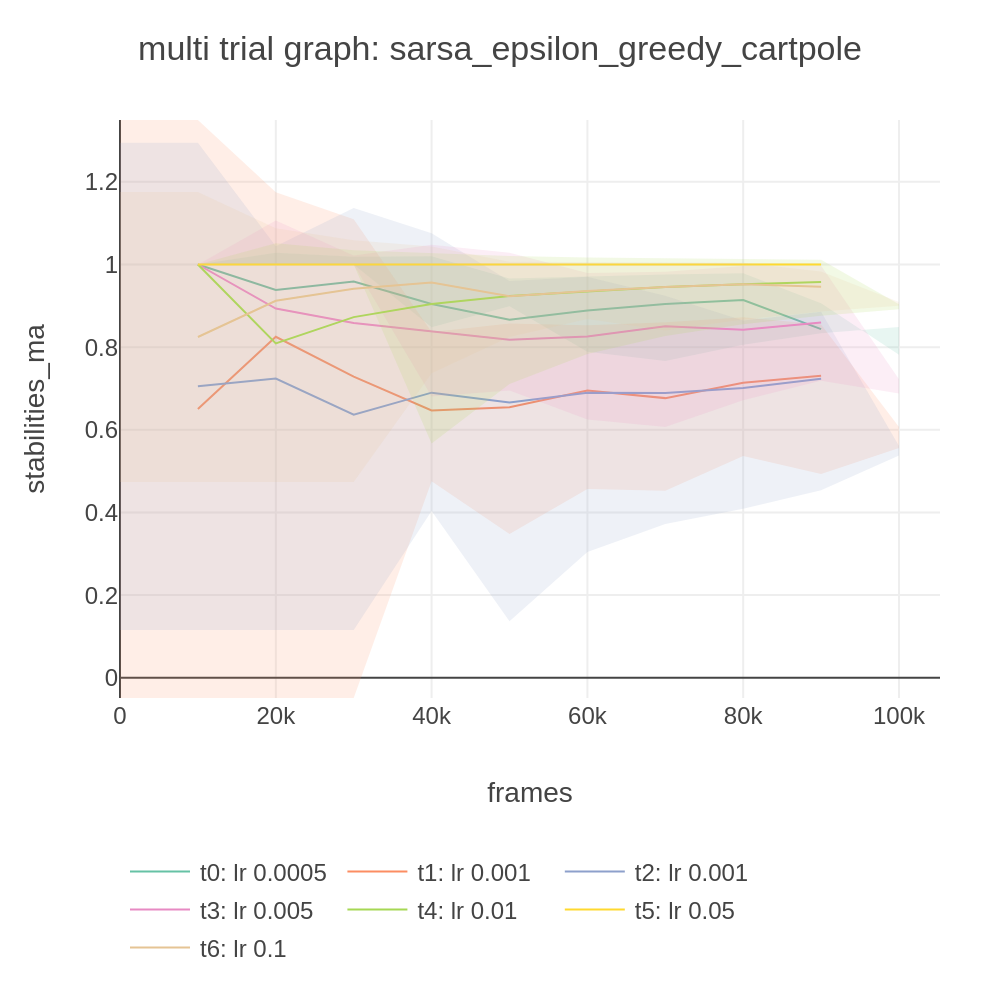 multi trial graph: sarsa_epsilon_greedy_cartpole
stabilities_ma
1.2
1
0.8
0.6
0.4
0.2
0
0 20k 40k 60k 80k 100k
frames
t0: lr 0.0005 t1: lr 0.001 t2: lr 0.001
t3: lr 0.005 t4: lr 0.01 t5: lr 0.05
t6: lr 0.1